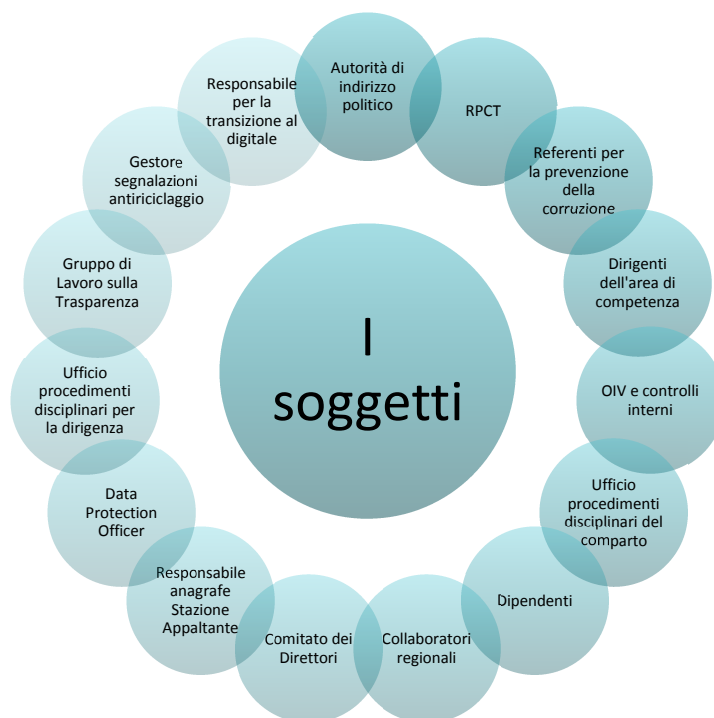 Autorità di
indirizzo
politico
RPCT
Referenti per
la prevenzione
della
corruzione
Dirigenti
dell'area di
competenza
OIV e controlli
interni
Ufficio
procedimenti
disciplinari del
comparto
Dipendenti
Collaboratori
regionali
Comitato dei
Direttori
Responsabile
anagrafe
Stazione
Appaltante
Data
Protection
Officer
Ufficio
procedimenti
disciplinari per
la dirigenza
Gruppo di
Lavoro sulla
Trasparenza
Gestore
segnalazioni
antiriciclaggio
Responsabile
per la
transizione al
digitale
I
soggetti